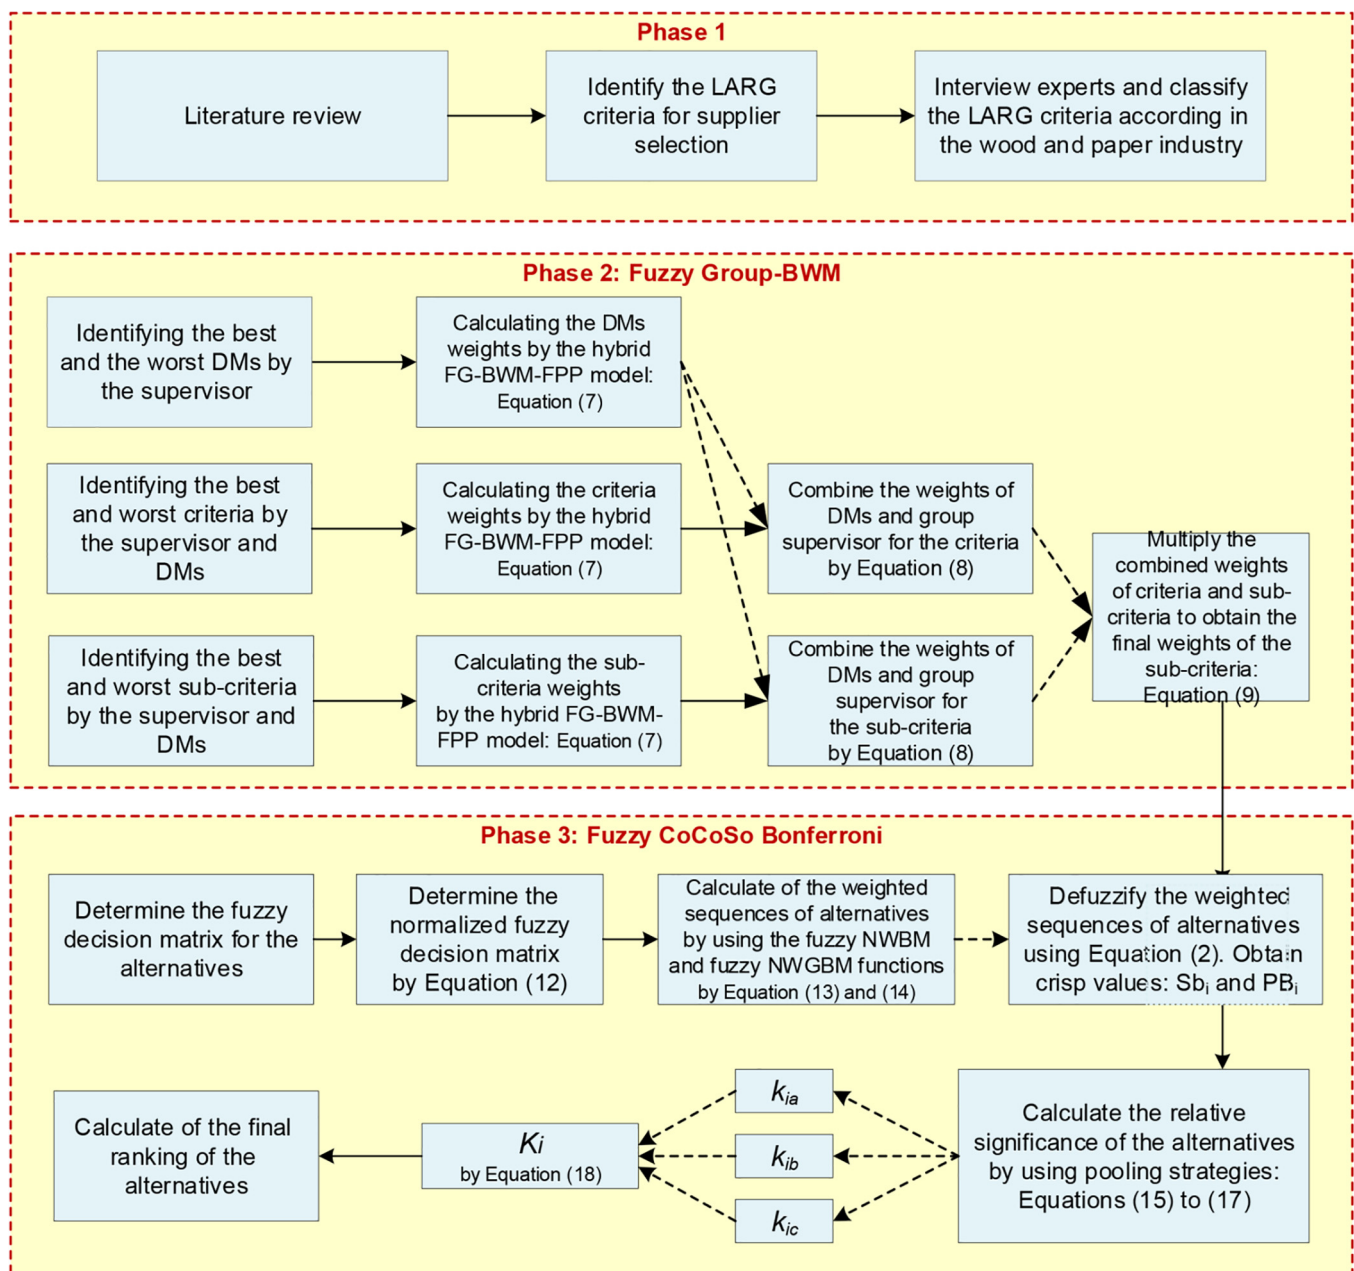 Phase 1
Literature review
Identify the LARG
criteria for supplier
selection
Interview experts and classify
the LARG criteria according in
the wood and paper industry
Phase 2: Fuzzy Group-BWM
Identifying the best
and the worst DMs by
the supervisor
Calculating the DMs
weights by the hybrid
FG-BWM-FPP model:
Equation (7)
Identifying the best
and worst criteria by
the supervisor and
DMs
Calculating the criteria
weights by the hybrid
FG-BWM-FPP model:
Equation (7)
Combine the weights of
DMs and group
supervisor for the criteria
by Equation (8)
Identifying the best
and worst sub-criteria
by the supervisor and
DMs
Calculating the sub-
criteria weights
by the hybrid FG-BWM-
FPP model: Equation (7)
Combine the weights of
DMs and group
supervisor for
the sub-criteria
by Equation (8)
Multiply the
combined weights
of criteria and sub-
criteria to obtain the
final weights of the
sub-criteria:
Equation (9)
Phase 3: Fuzzy CoCoSo Bonferroni
Determine the fuzzy
decision matrix for the
alternatives
Determine the
normalized fuzzy
decision matrix
by Equation (12)
Calculate of the weighted
sequences of alternatives
by using the fuzzy NWBM
and fuzzy NWGBM functions
by Equation (13) and (14)
Defuzzify the weighted
sequences of alternatives
using Equation (2). Obtain
crisp values: Sbᵢ and PBᵢ
Calculate the relative
significance of the alternatives
by using pooling strategies:
Equations (15) to (17)
kia
kib
kic
Ki
by Equation (18)
Calculate of the final
ranking of the
alternatives